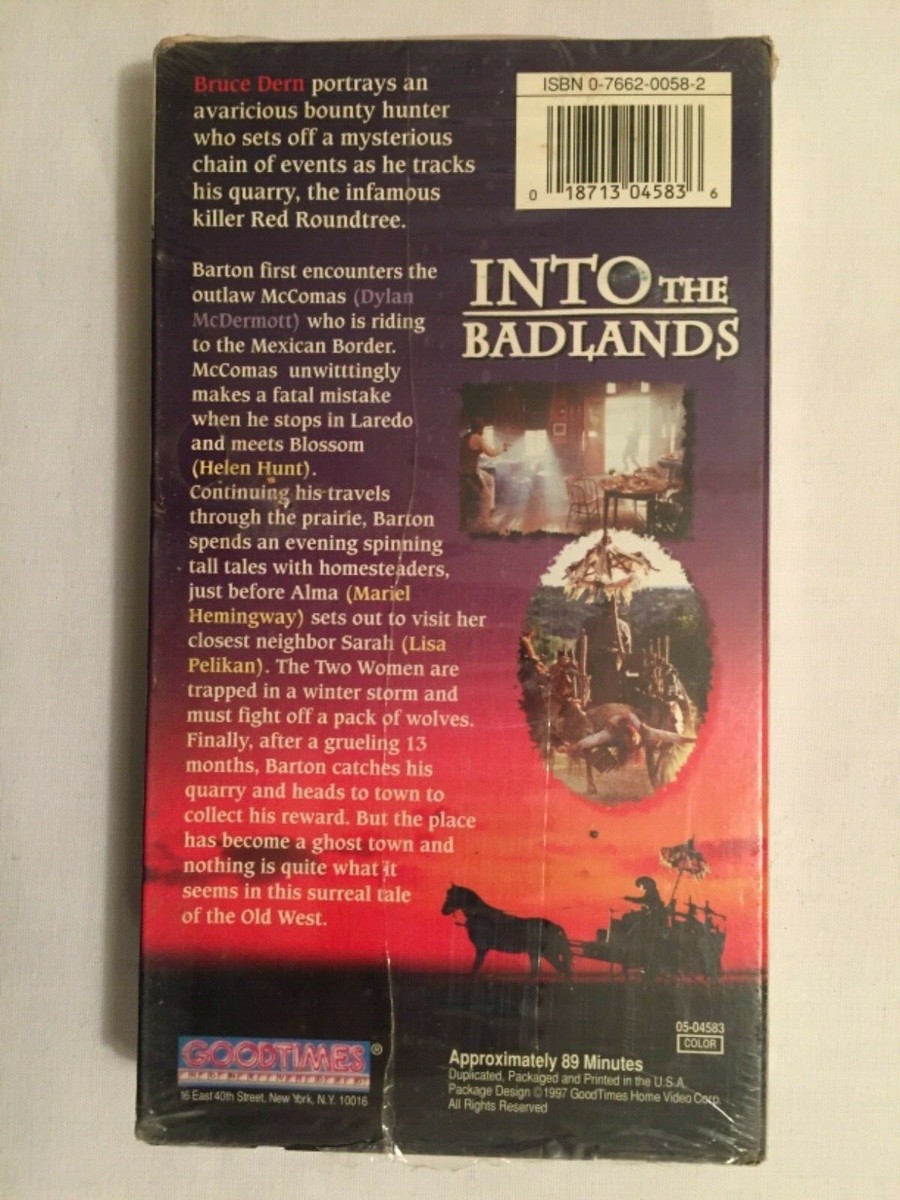 Bruce Dern portrays an
avaricious bounty hunter
who sets off a mysterious
chain of events as he tracks
his quarry, the infamous
killer Red Roundtree.
Barton first encounters the
outlaw McComas (Dylan
McDermott) who is riding
to the Mexican Border.
McComas unwitttingly
makes a fatal mistake
when he stops in Laredo
and meets Blossom
(Helen Hunt).
Continuing his travels
through the prairie, Barton
spends an evening spinning
tall tales with homesteaders,
just before Alma (Mariel
Hemingway) sets out to visit her
closest neighbor Sarah (Lisa
Pelikan). The Two Women are
trapped in a winter storm and
must fight off a pack of wolves.
Finally, after a grueling 13
months, Barton catches his
quarry and heads to town to
collect his reward. But the place
has become a ghost town and
nothing is quite what it
seems in this surreal tale
of the Old West.
ISBN 0-7662-0058-2
0 18713 04583 6
INTO THE
BADLANDS
GOODTIMES®
HOME VIDEO
16 East 40th Street, New York, N.Y. 10016
05-04583
COLOR
Approximately 89 Minutes
Duplicated, Packaged and Printed in the U.S.A.
Package Design ©1997 GoodTimes Home Video Corp.
All Rights Reserved